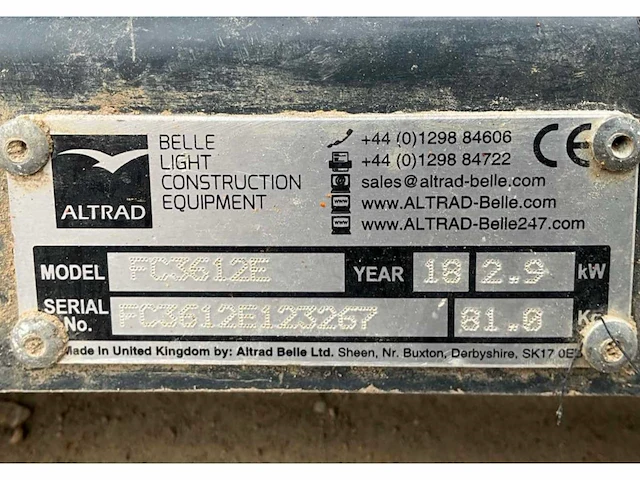 ALTRAD
BELLE
LIGHT
CONSTRUCTION
EQUIPMENT
+44 (0)1298 84606
+44 (0)1298 84722
sales@altrad-belle.com
www.ALTRAD-Belle.com
www.ALTRAD-Belle247.com
CE
MODEL FC3612E YEAR 18 2.9 kW
SERIAL No. FC3612E123267 81.0
Made In United Kingdom by: Altrad Belle Ltd. Sheen, Nr. Buxton, Derbyshire, SK17